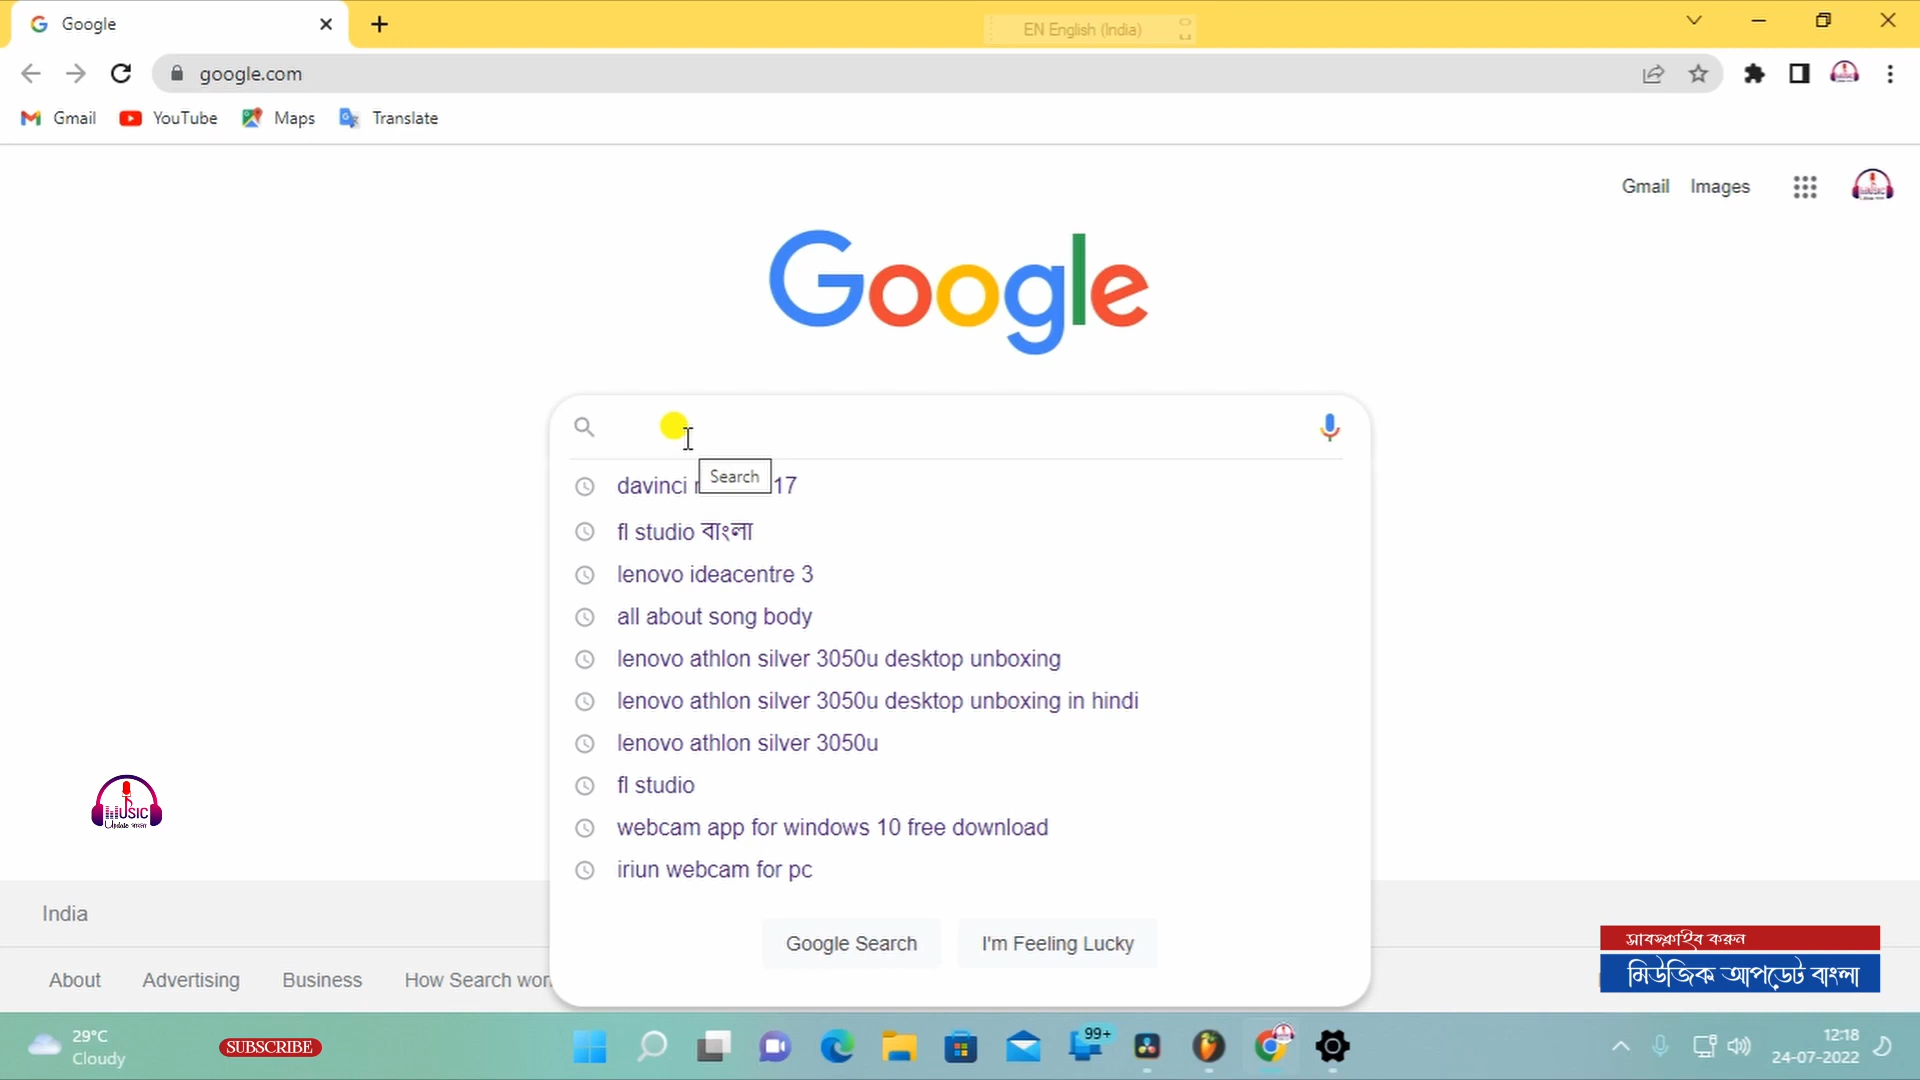 Google
EN English (India)
google.com
Gmail YouTube Maps Translate
Gmail Images
Google
davinci 17
Search
fl studio বাংলা
lenovo ideacentre 3
all about song body
lenovo athlon silver 3050u desktop unboxing
lenovo athlon silver 3050u desktop unboxing in hindi
lenovo athlon silver 3050u
fl studio
webcam app for windows 10 free download
iriun webcam for pc
Google Search I'm Feeling Lucky
MUSIC
Update বাংলা
India
About Advertising Business How Search
সাবস্ক্রাইব করুন
মিউজিক আপডেট বাংলা
29°C
Cloudy
SUBSCRIBE
99+
12:18
24-07-2022